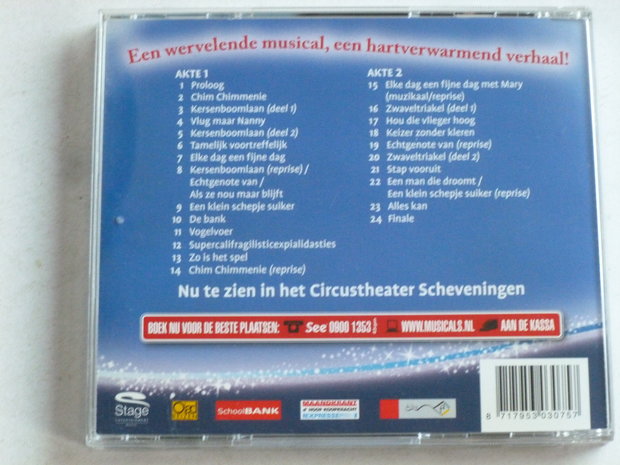 Een wervelende musical, een hartverwarmend verhaal!
AKTE 1
1 Proloog
2 Chim Chimmenie
3 Kersenboomlaan (deel 1)
4 Vlug maar Nanny
5 Kersenboomlaan (deel 2)
6 Tamelijk voortreffelijk
7 Elke dag een fijne dag
8 Kersenboomlaan (reprise) /
Echtgenote van /
Als ze nou maar blijft
9 Een klein schepje suiker
10 De bank
11 Vogelvoer
12 Supercalifragilisticexpialidasties
13 Zo is het spel
14 Chim Chimmenie (reprise)
AKTE 2
15 Elke dag een fijne dag met Mary
(muzikaal/reprise)
16 Zwaveltriakel (deel 1)
17 Hou die vlieger hoog
18 Keizer zonder kleren
19 Echtgenote van (reprise)
20 Zwaveltriakel (deel 2)
21 Stap vooruit
22 Een man die droomt /
Een klein schepje suiker (reprise)
23 Alles kan
24 Finale
Nu te zien in het Circustheater Scheveningen
BOEK NU VOOR DE BESTE PLAATSEN: See 0900 1353 WWW.MUSICALS.NL AAN DE KASSA
Stage
SchoolBANK
MAANDKRANT
8 717953 030757